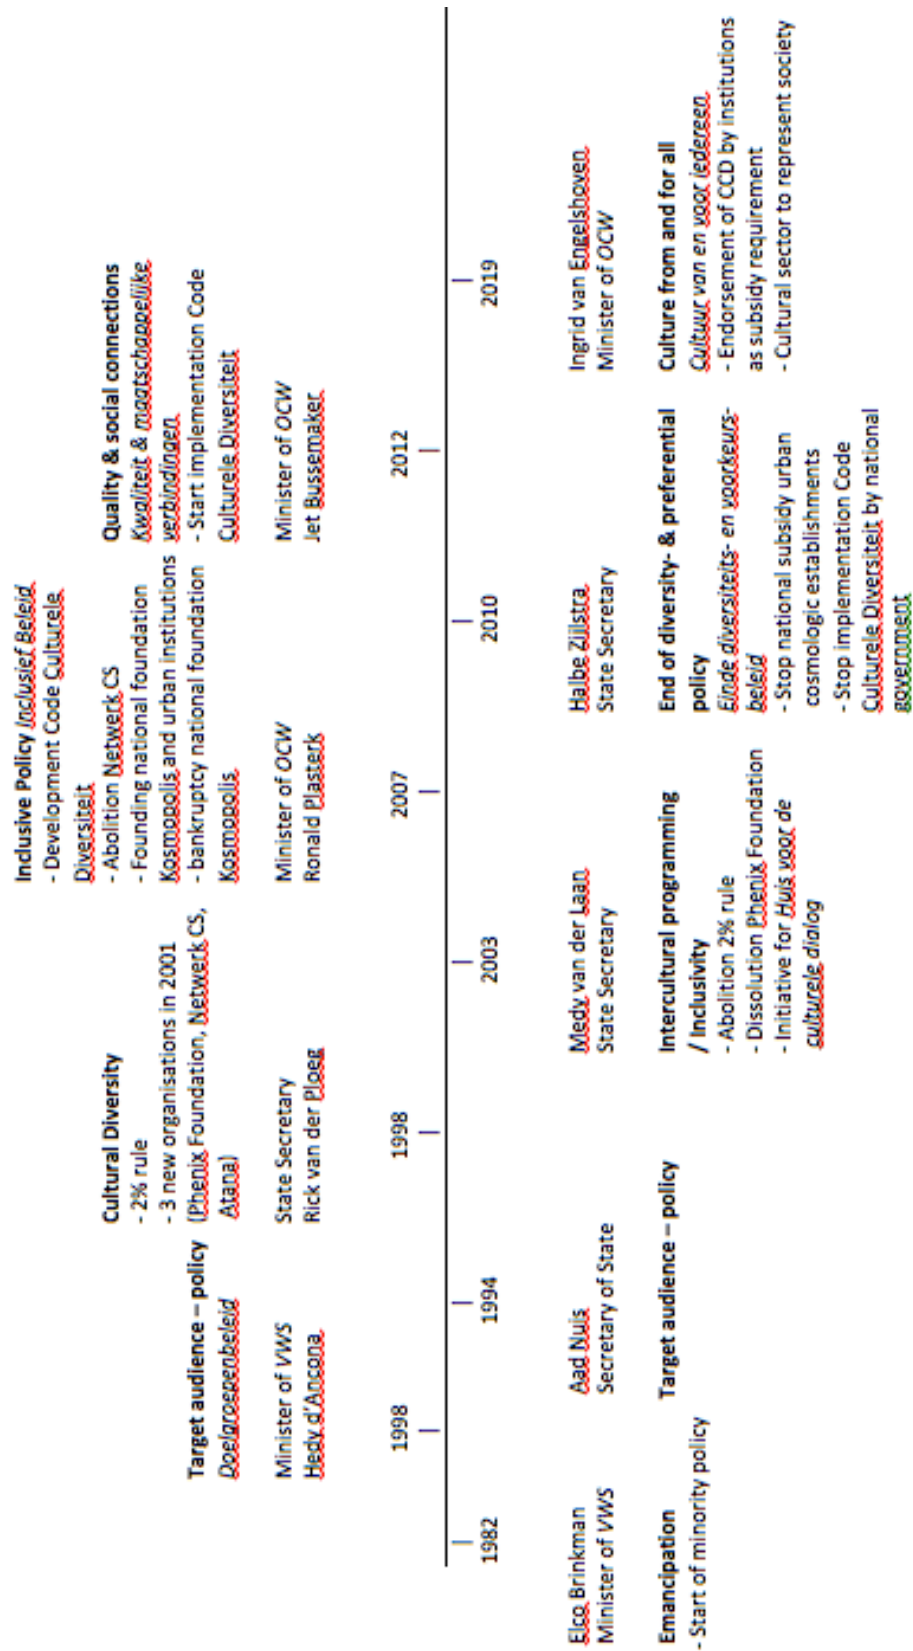 Target audience – policy
Doelgroepenbeleid
Minister of VWS
Hedy d'Ancona
Cultural Diversity
- 2% rule
- 3 new organisations in 2001
(Phenix Foundation, Netwerk CS,
Atana)
State Secretary
Rick van der Ploeg
Inclusive Policy Inclusief Beleid
- Development Code Culturele
Diversiteit
- Abolition Netwerk CS
- Founding national foundation
Kosmopolis and urban institutions
- bankruptcy national foundation
Kosmopolis
Minister of OCW
Ronald Plasterk
Quality & social connections
Kwaliteit & maatschappelijke
verbindingen
- Start implementation Code
Culturele Diversiteit
Minister of OCW
Jet Bussemaker
1982
1998
1994
1998
2003
2007
2010
2012
2019
Elco Brinkman
Minister of VWS
Emancipation
- Start of minority policy
Aad Nuis
Secretary of State
Target audience – policy
Medy van der Laan
State Secretary
Intercultural programming
/ Inclusivity
- Abolition 2% rule
- Dissolution Phenix Foundation
- Initiative for Huis voor de
culturele dialog
Halbe Zijlstra
State Secretary
End of diversity- & preferential
policy
Einde diversiteits- en voorkeurs-
beleid
- Stop national subsidy urban
cosmologic establishments
- Stop implementation Code
Culturele Diversiteit by national
government
Ingrid van Engelshoven
Minister of OCW
Culture from and for all
Cultuur van en voor iedereen
- Endorsement of CCD by institutions
as subsidy requirement
- Cultural sector to represent society